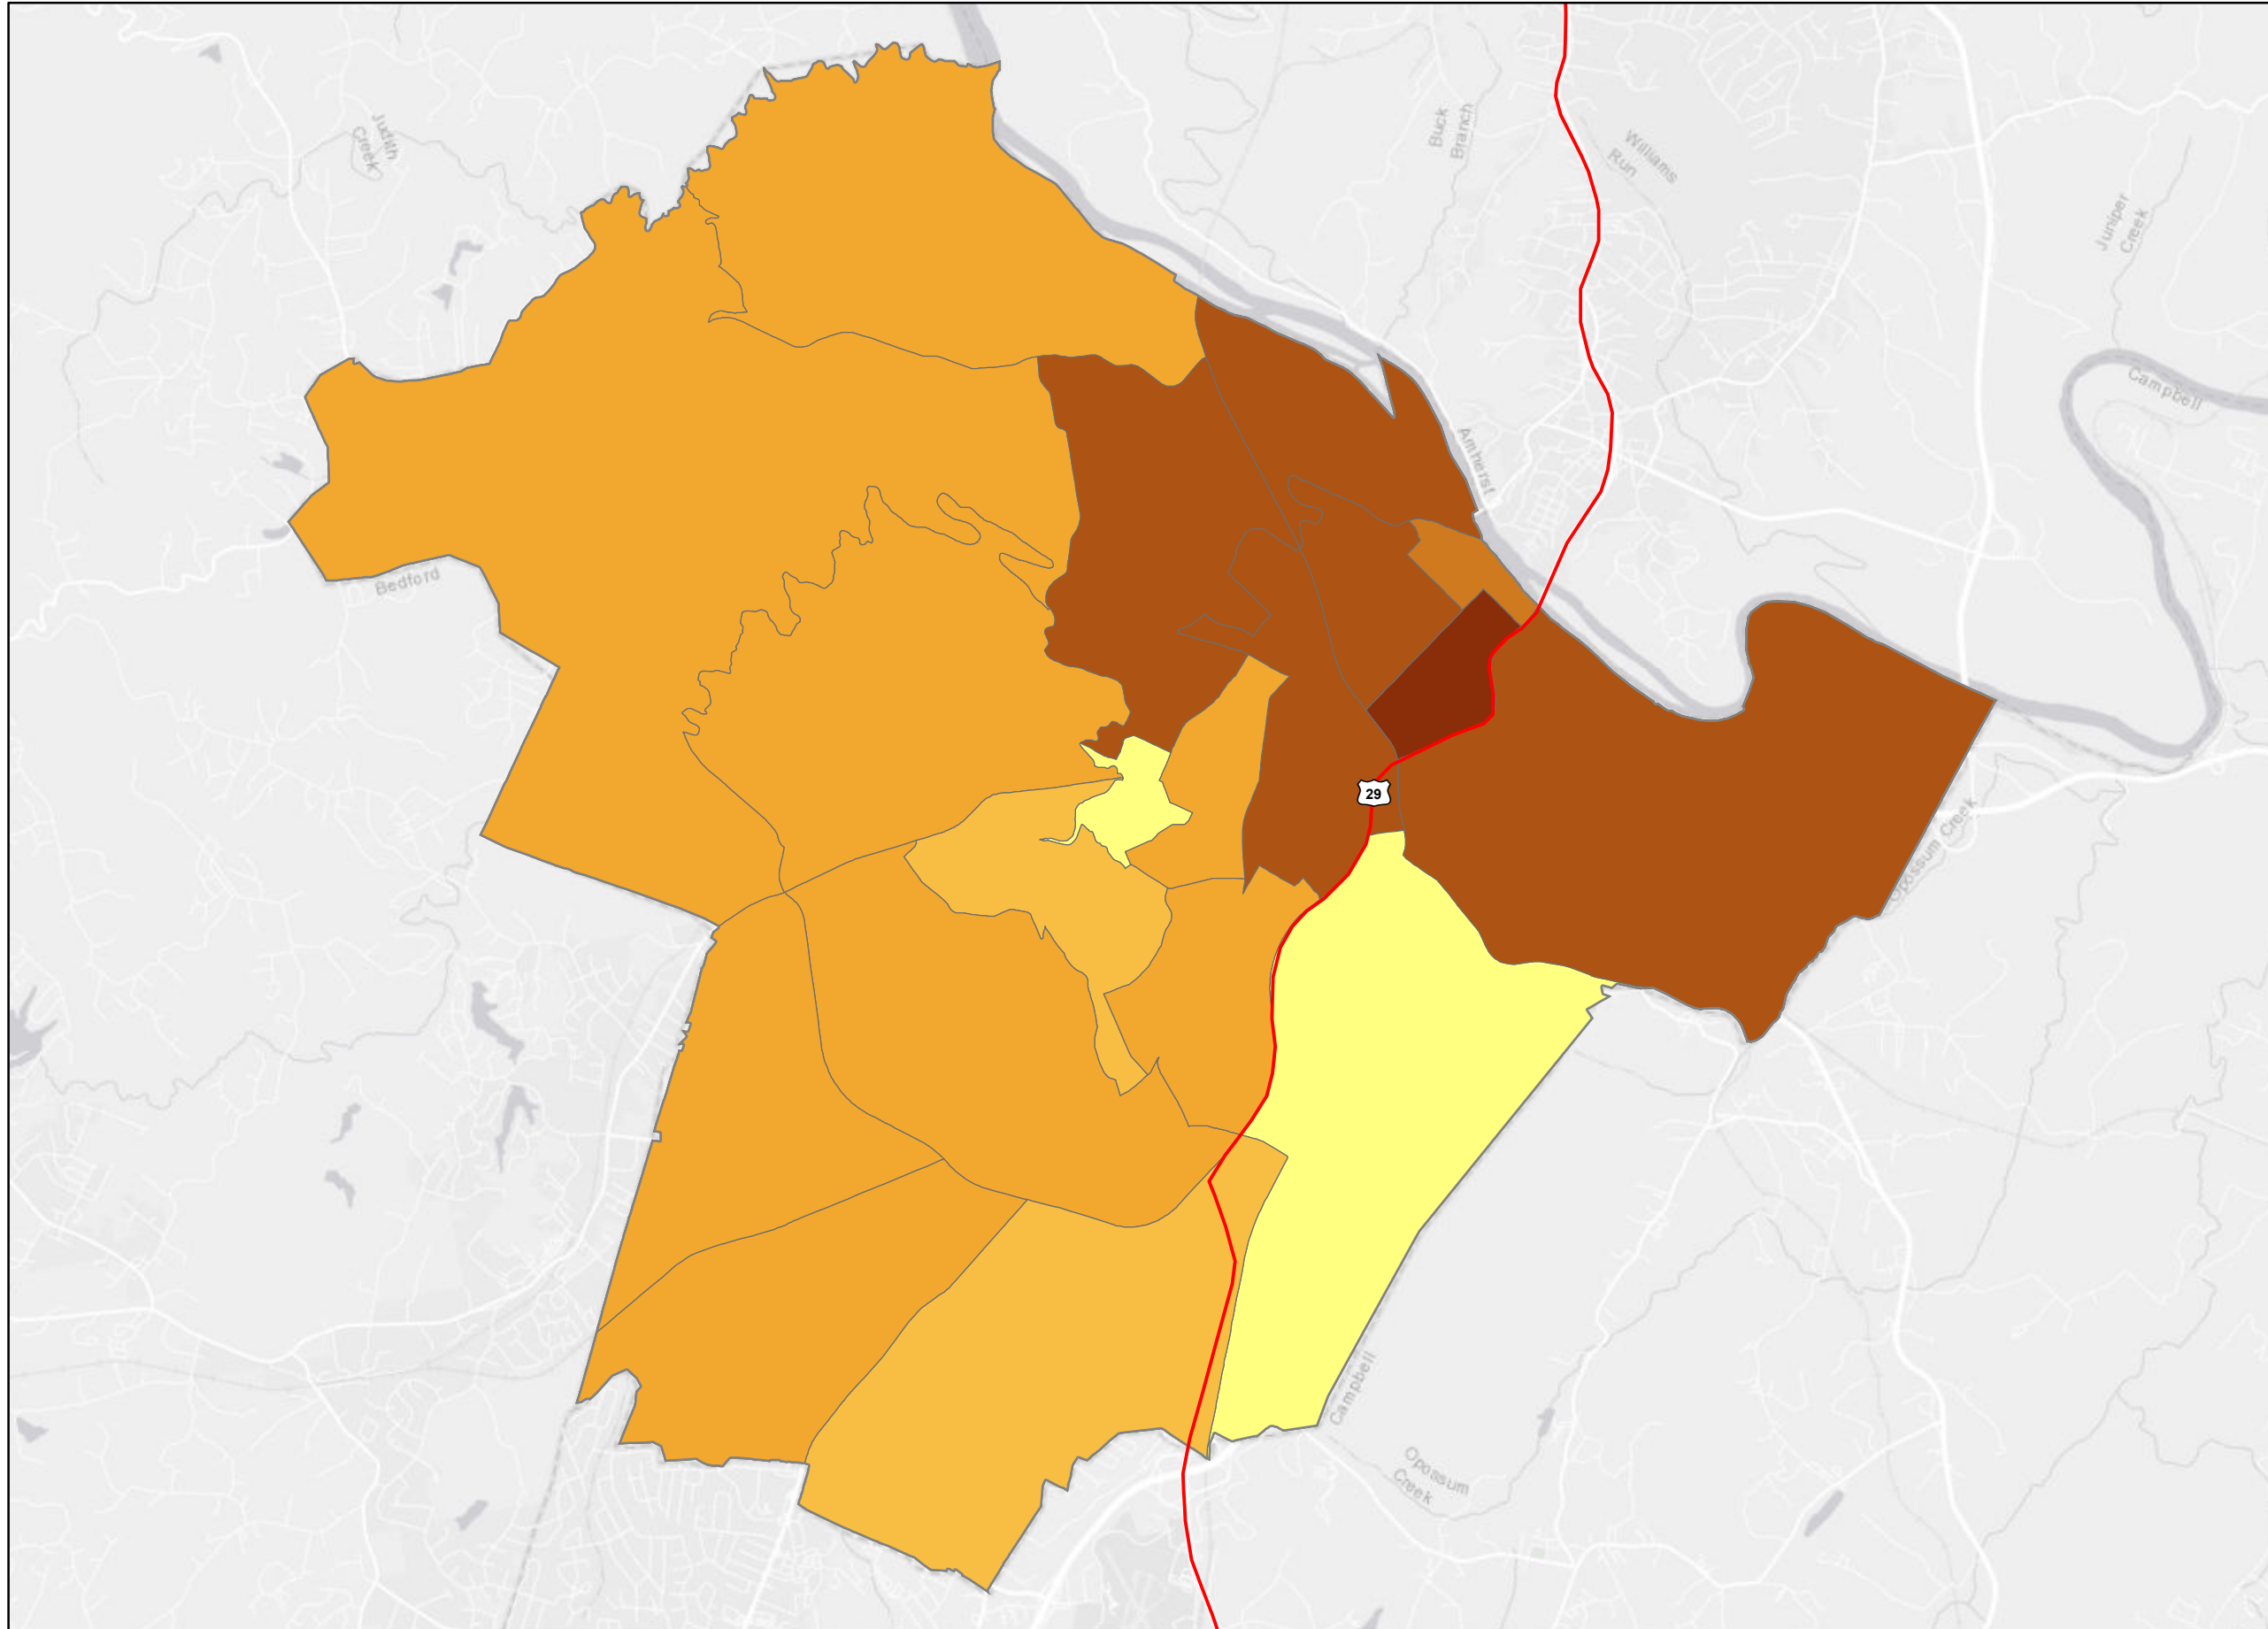 Judith
Creek
Buck
Branch
Williams
Run
Juniper
Creek
Campbell
Amherst
Bedford
29
Opossum Creek
Campbell
Opossum
Creek